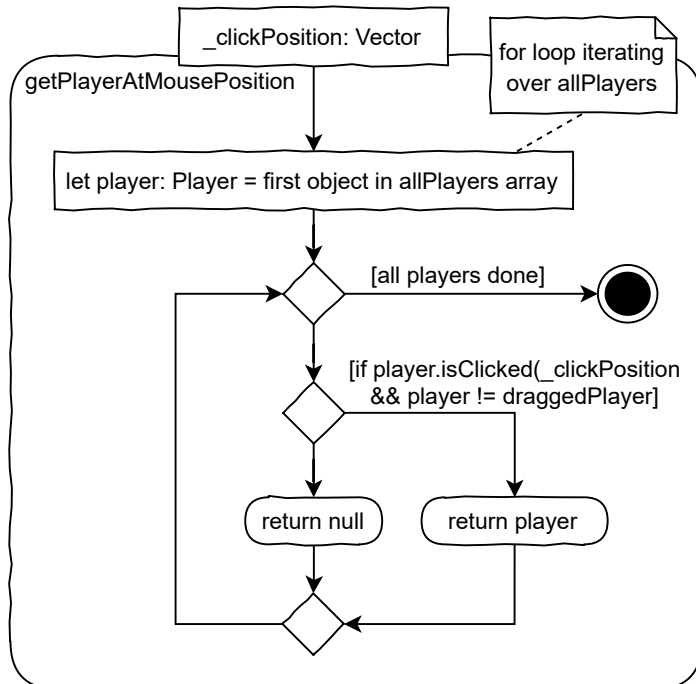 _clickPosition: Vector
for loop iterating
over allPlayers
getPlayerAtMousePosition
let player: Player = first object in allPlayers array
[all players done]
[if player.isClicked(_clickPosition
&& player != draggedPlayer]
return null
return player